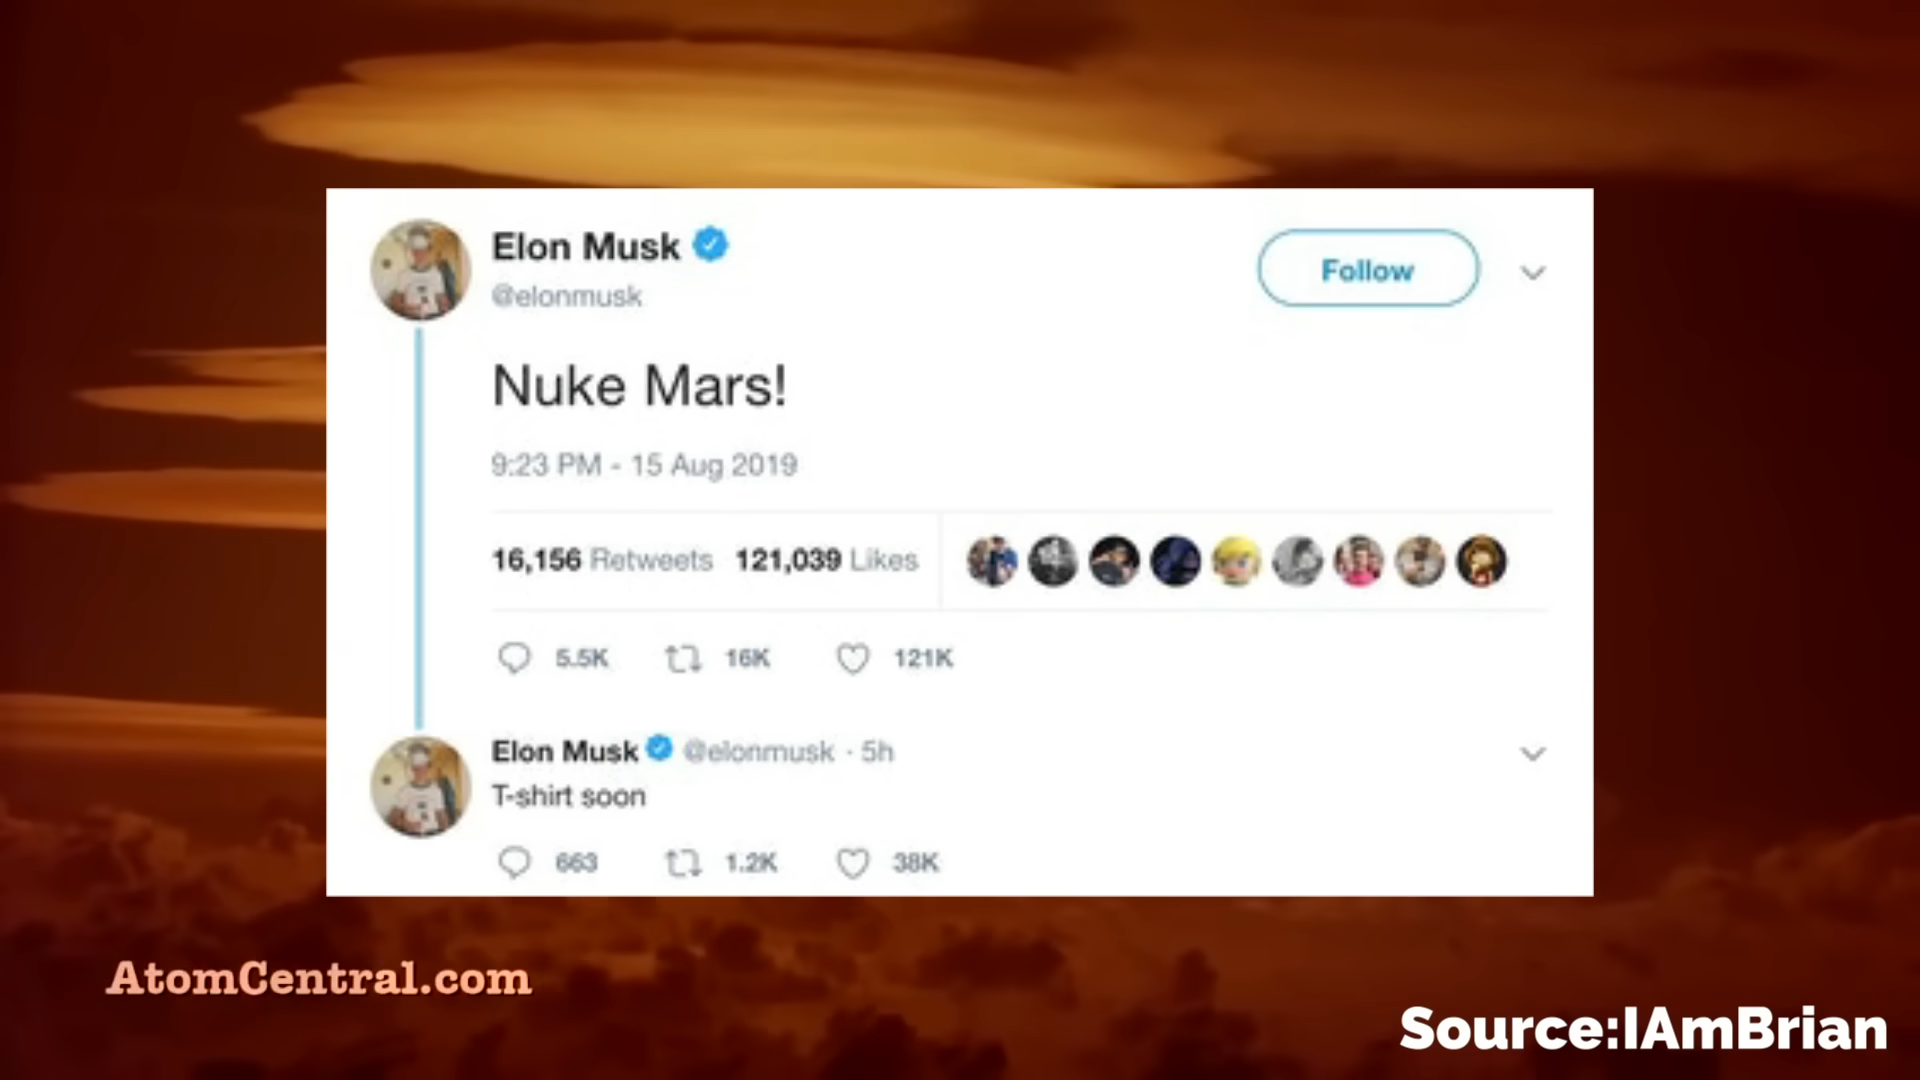 Elon Musk
@elonmusk
Follow
Nuke Mars!
9:23 PM - 15 Aug 2019
16,156 Retweets 121,039 Likes
5.5K 16K 121K
Elon Musk @elonmusk · 5h
T-shirt soon
663 1.2K 38K
AtomCentral.com
Source:IAmBrian